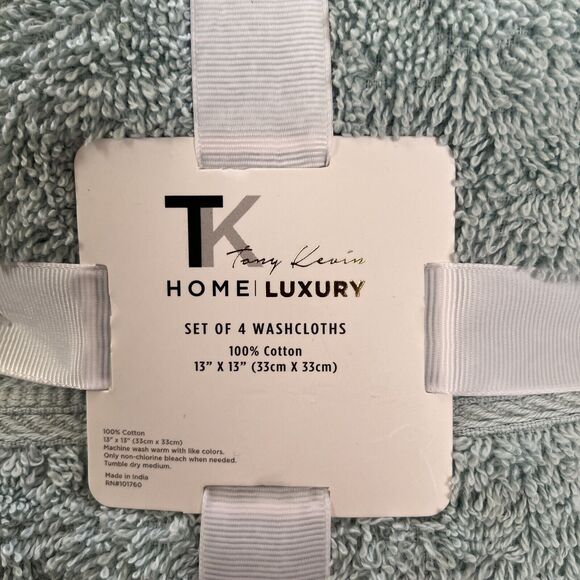 TK
Tony Kevin
HOME | LUXURY
SET OF 4 WASHCLOTHS
100% Cotton
13" X 13" (33cm X 33cm)
100% Cotton
13" x 13" (33cm x 33cm)
Machine wash warm with like colors.
Only non-chlorine bleach when needed.
Tumble dry medium.
Made in India
RN#101760